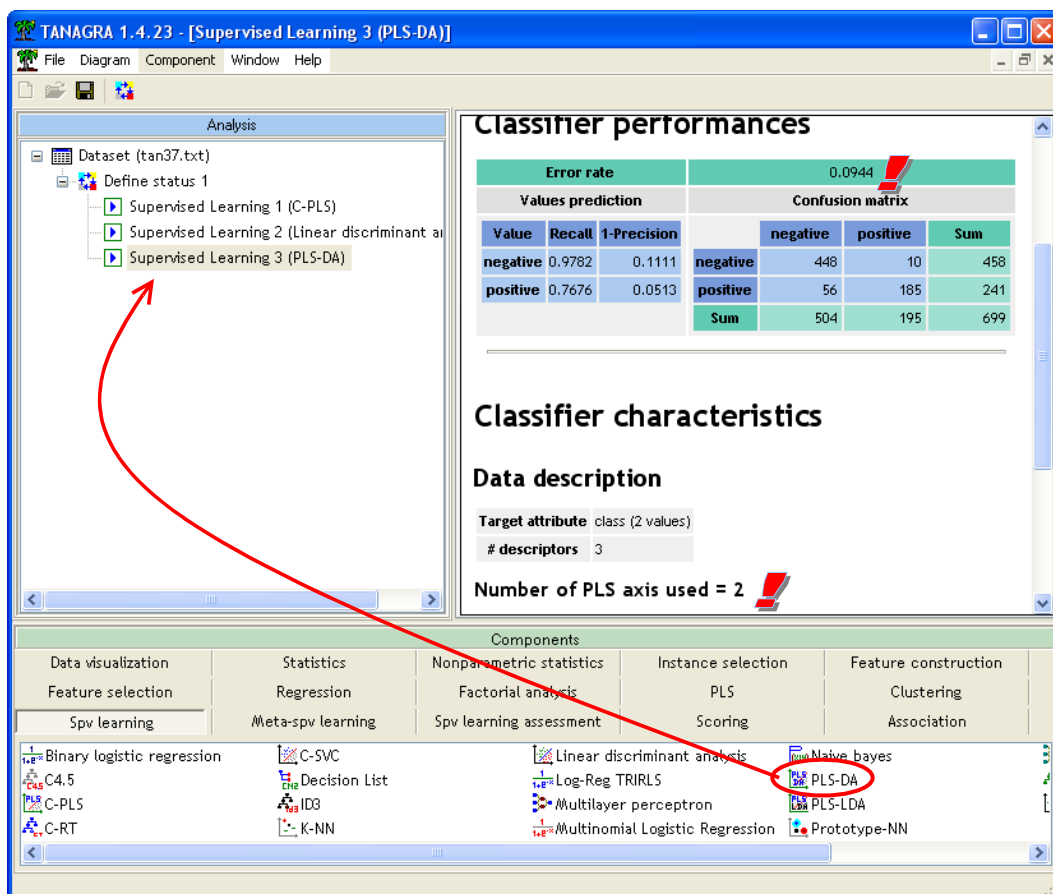 TANAGRA 1.4.23 - [Supervised Learning 3 (PLS-DA)]
File Diagram Component Window Help
Analysis
Dataset (tan37.txt)
Define status 1
Supervised Learning 1 (C-PLS)
Supervised Learning 2 (Linear discriminant
Supervised Learning 3 (PLS-DA)
Classifier performances
Error rate 0.0944
Values prediction Confusion matrix
Value Recall 1-Precision negative positive Sum
negative 0.9782 0.1111 negative 448 10 458
positive 0.7676 0.0513 positive 56 185 241
Sum 504 195 699
Classifier characteristics
Data description
Target attribute class (2 values)
# descriptors 3
Number of PLS axis used = 2
Components
Data visualization Statistics Nonparametric statistics Instance selection Feature construction
Feature selection Regression Factorial analysis PLS Clustering
Spv learning Meta-spv learning Spv learning assessment Scoring Association
Binary logistic regression C-SVC Linear discriminant analysis Naive bayes
C4.5 Decision List Log-Reg TRIRLS PLS-DA
C-PLS ID3 Multilayer perceptron PLS-LDA
C-RT K-NN Multinomial Logistic Regression Prototype-NN